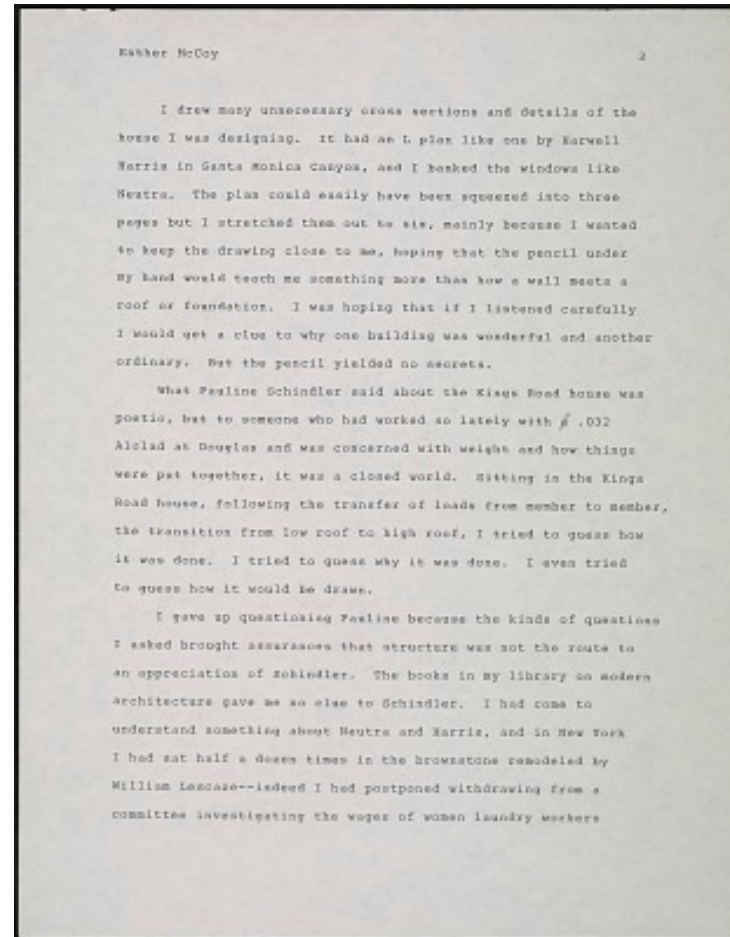 Esther McCoy 2
I drew many unnecessary cross sections and details of the
house I was designing. It had an L plan like one by Harwell
Harris in Santa Monica Canyon, and I banked the windows like
Neutra. The plan could easily have been squeezed into three
pages but I stretched them out to six, mainly because I wanted
to keep the drawing close to me, hoping that the pencil under
my hand would teach me something more than how a wall meets a
roof or foundation. I was hoping that if I listened carefully
I would get a clue to why one building was wonderful and another
ordinary. But the pencil yielded no secrets.
What Pauline Schindler said about the Kings Road house was
poetic, but to someone who had worked so lately with .032
Alclad at Douglas and was concerned with weight and how things
were put together, it was a closed world. Sitting in the Kings
Road house, following the transfer of loads from member to member,
the transition from low roof to high roof, I tried to guess how
it was done. I tried to guess why it was done. I even tried
to guess how it would be drawn.
I gave up questioning Pauline because the kinds of questions
I asked brought assurances that structure was not the route to
an appreciation of Schindler. The books in my library on modern
architecture gave me no clue to Schindler. I had come to
understand something about Neutra and Harris, and in New York
I had sat half a dozen times in the brownstone remodeled by
William Lescaze--indeed I had postponed withdrawing from a
committee investigating the wages of women laundry workers